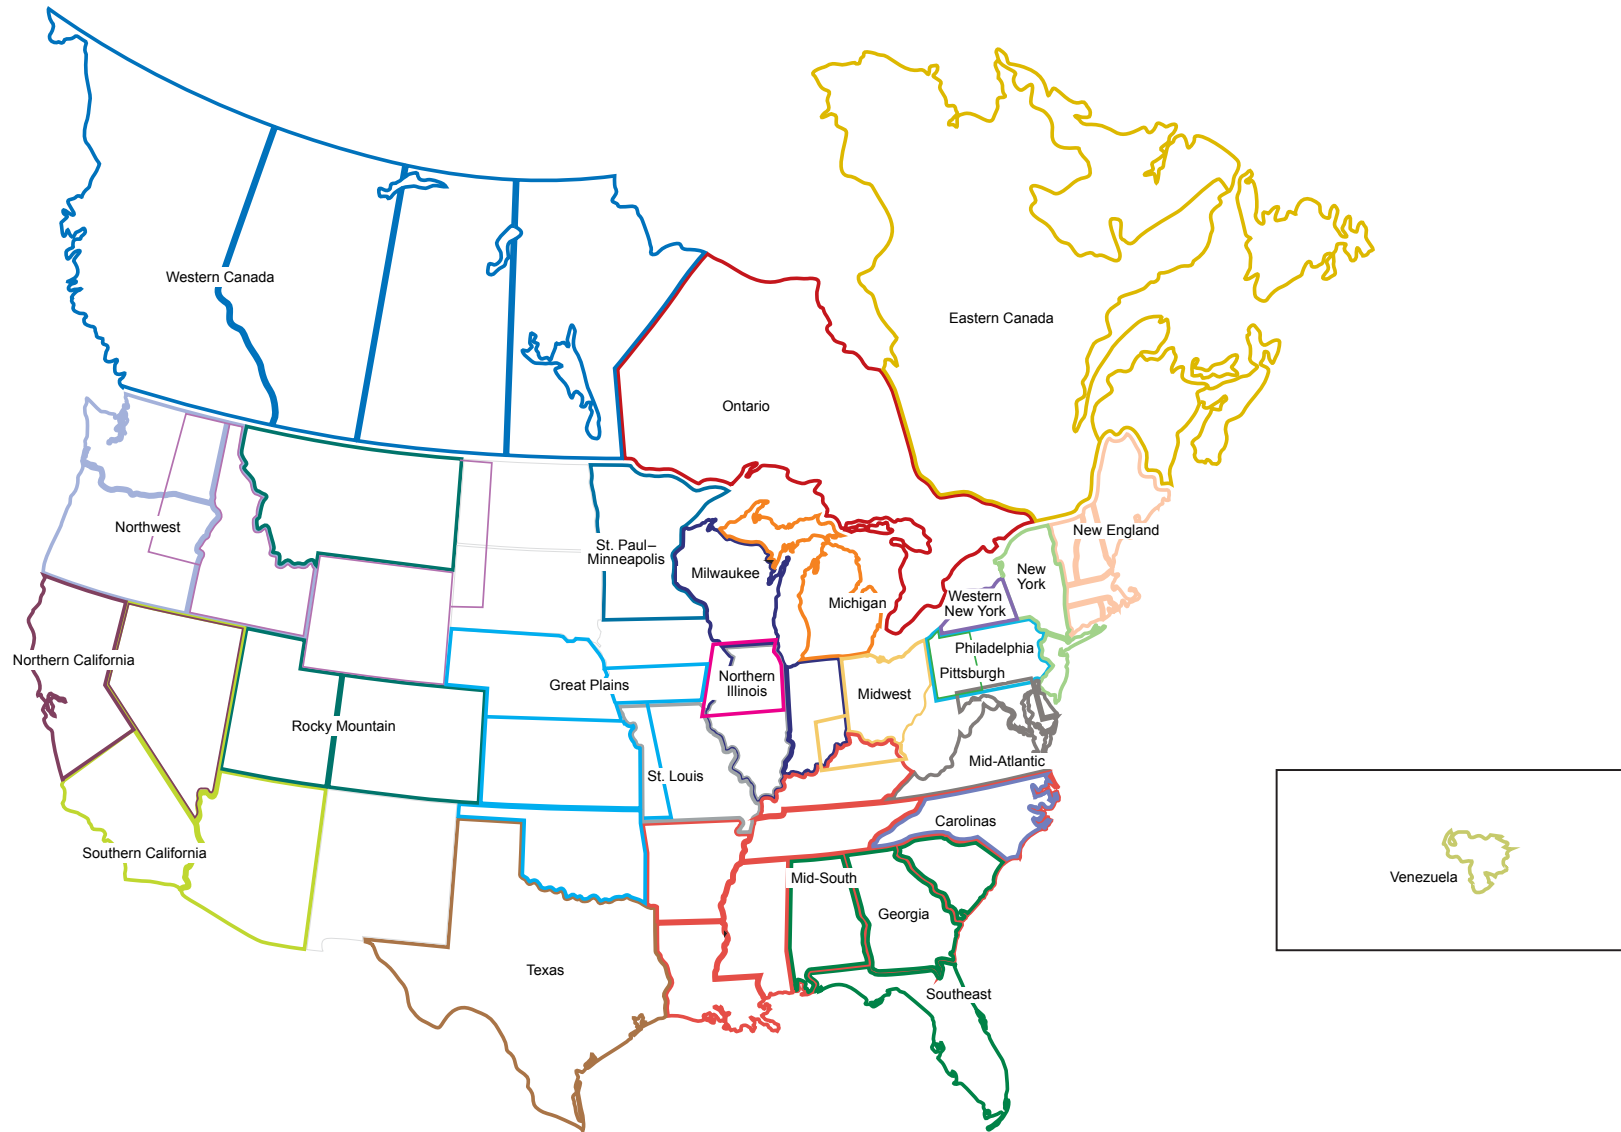 Western Canada
Eastern Canada
Ontario
Northwest
New England
St. Paul–
Minneapolis
Milwaukee
New
York
Michigan
Western
New York
Northern California
Philadelphia
Pittsburgh
Great Plains
Northern
Illinois
Midwest
Rocky Mountain
St. Louis
Mid-Atlantic
Carolinas
Southern California
Mid-South
Venezuela
Georgia
Texas
Southeast